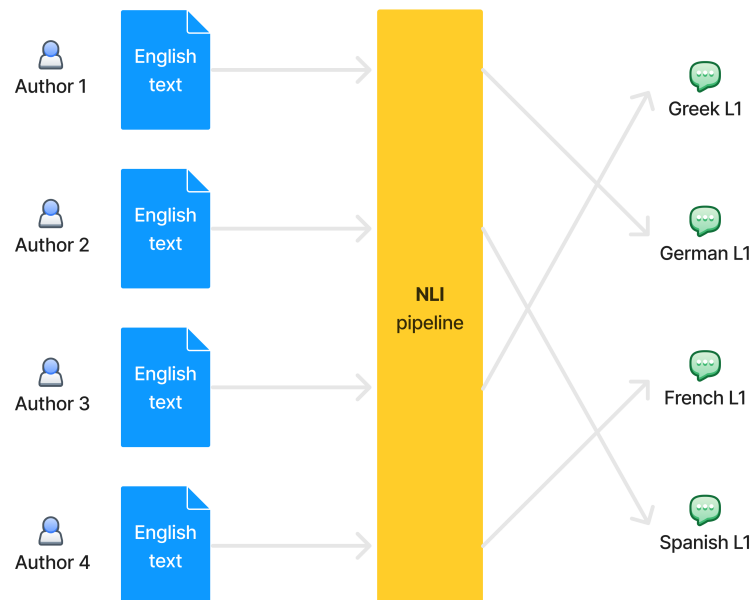 English
text
Author 1
Greek L1
English
text
Author 2
German L1
NLI
pipeline
English
text
Author 3
French L1
English
text
Author 4
Spanish L1